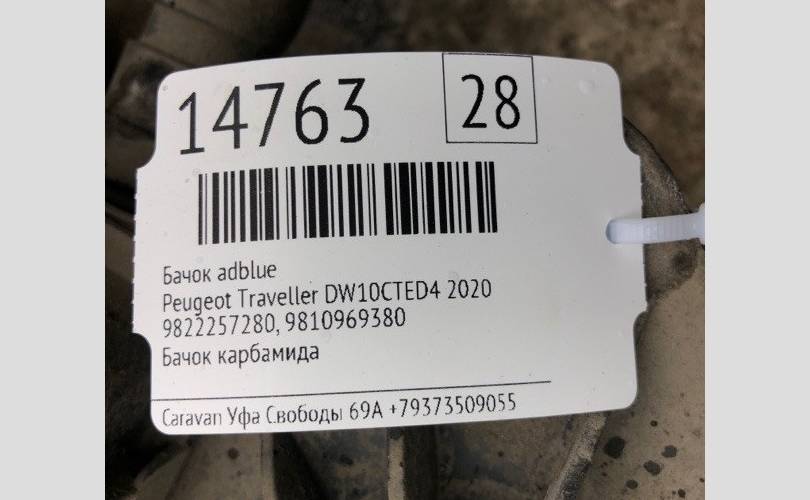 14763
28
Бачок adblue
Peugeot Traveller DW10CTED4 2020
9822257280, 9810969380
Бачок карбамида
Caravan Уфа Свободы 69А +79373509055